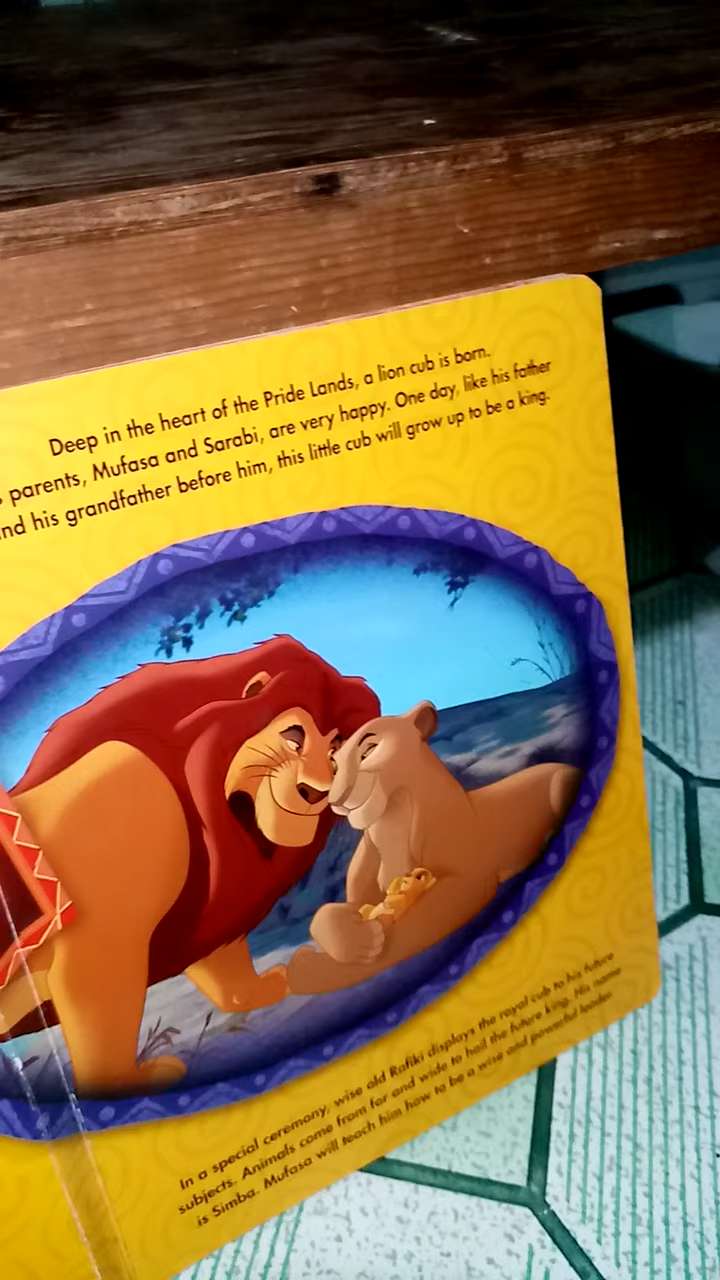 Deep in the heart of the Pride Lands, a lion cub is born.
parents, Mufasa and Sarabi, are very happy. One day, like his father
and his grandfather before him, this little cub will grow up to be a king.
In a special ceremony, wise old Rafiki displays the royal cub to his future
subjects. Animals come from far and wide to hail the future king. His name
is Simba. Mufasa will teach him how to be a wise and powerful leader.